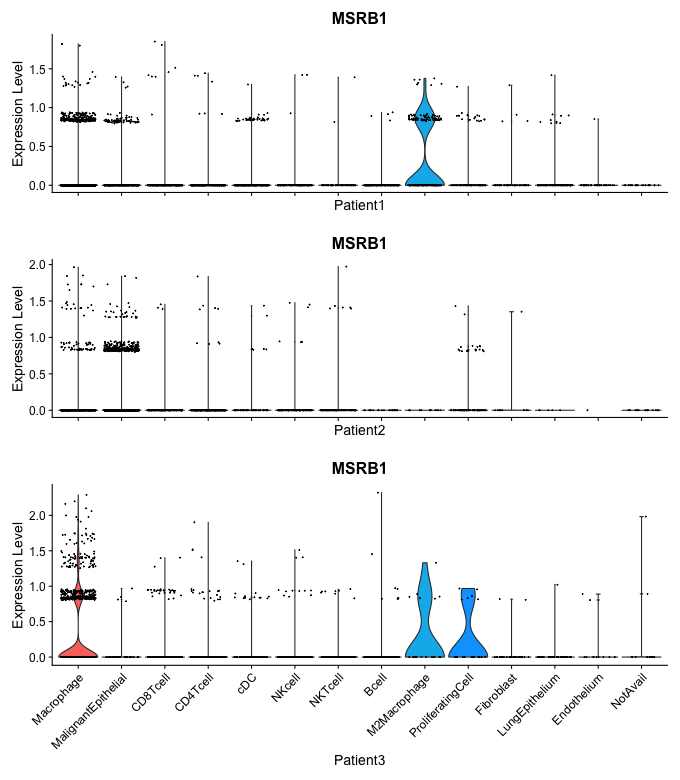 MSRB1
Expression Level
1.5
1.0
0.5
0.0
Patient1
MSRB1
Expression Level
2.0
1.5
1.0
0.5
0.0
Patient2
MSRB1
Expression Level
2.0
1.5
1.0
0.5
0.0
Macrophage
MalignantEpithelial
CD8Tcell
CD4Tcell
cDC
NKcell
NKTcell
Bcell
M2Macrophage
ProliferatingCell
Fibroblast
LungEpithelium
Endothelium
NotAvail
Patient3